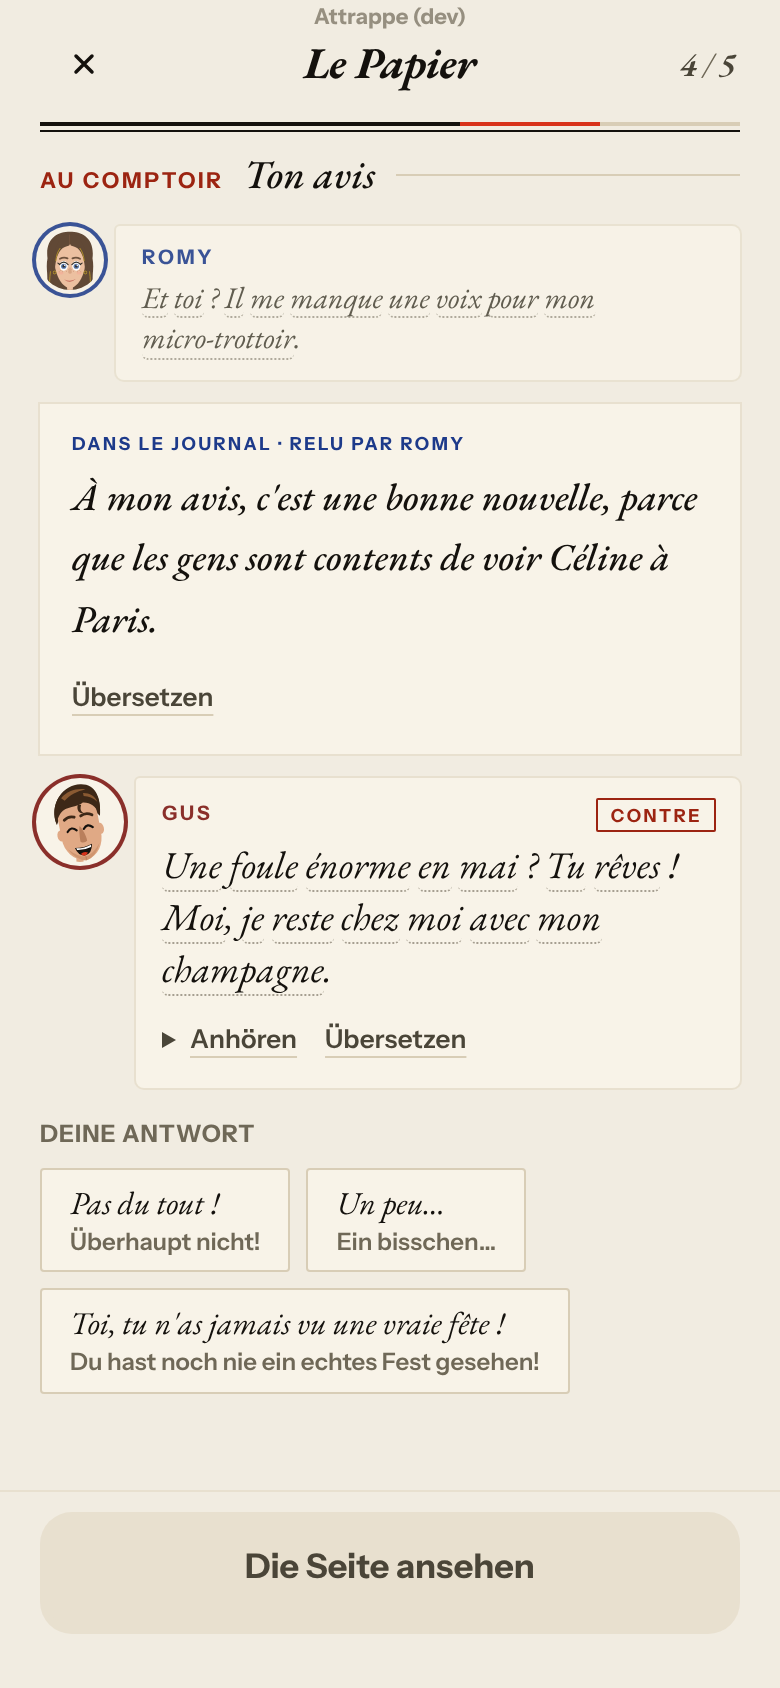 Attrappe (dev)
× Le Papier 4 / 5
AU COMPTOIR Ton avis
ROMY
Et toi ? Il me manque une voix pour mon
micro-trottoir.
DANS LE JOURNAL · RELU PAR ROMY
À mon avis, c'est une bonne nouvelle, parce
que les gens sont contents de voir Céline à
Paris.
Übersetzen
GUS CONTRE
Une foule énorme en mai ? Tu rêves !
Moi, je reste chez moi avec mon
champagne.
Anhören Übersetzen
DEINE ANTWORT
Pas du tout !
Überhaupt nicht!
Un peu...
Ein bisschen...
Toi, tu n'as jamais vu une vraie fête !
Du hast noch nie ein echtes Fest gesehen!
Die Seite ansehen